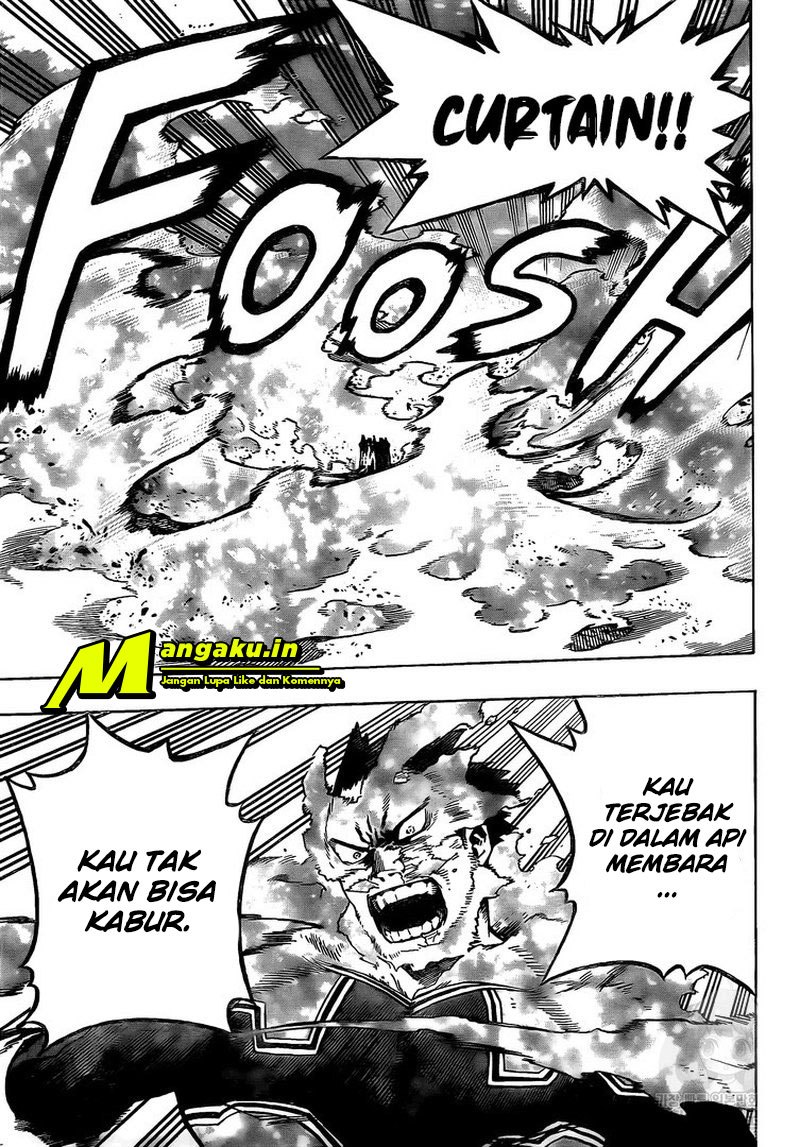 CURTAIN!!
FOOSH
Mangaku.in
Jangan Lupa Like dan Komennya
KAU
TERJEBAK
DI DALAM API
MEMBARA
...
KAU TAK
AKAN BISA
KABUR.